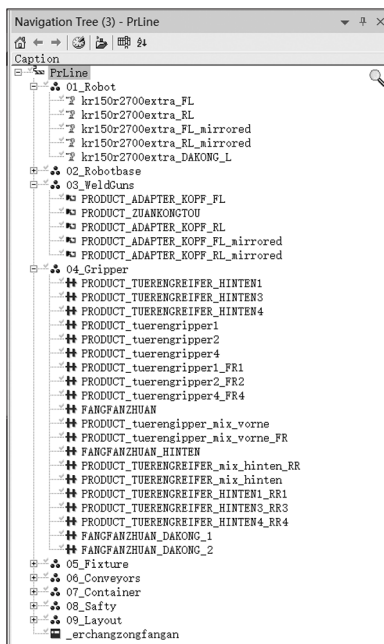 Navigation Tree (3) - PrLine
Caption
PrLine
01_Robot
kr150r2700extra_FL
kr150r2700extra_RL
kr150r2700extra_FL_mirrored
kr150r2700extra_RL_mirrored
kr150r2700extra_DAKONG_L
02_Robotbase
03_WeldGuns
PRODUCT_ADAPTER_KOPF_FL
PRODUCT_ZUANKONGTOU
PRODUCT_ADAPTER_KOPF_RL
PRODUCT_ADAPTER_KOPF_FL_mirrored
PRODUCT_ADAPTER_KOPF_RL_mirrored
04_Gripper
PRODUCT_TUERENGREIFER_HINTEN1
PRODUCT_TUERENGREIFER_HINTEN3
PRODUCT_TUERENGREIFER_HINTEN4
PRODUCT_tuerengripper1
PRODUCT_tuerengripper2
PRODUCT_tuerengripper4
PRODUCT_tuerengripper1_FR1
PRODUCT_tuerengripper2_FR2
PRODUCT_tuerengripper4_FR4
FANGFANZHUAN
PRODUCT_tuerengipper_mix_vorne
PRODUCT_tuerengipper_mix_vorne_FR
FANGFANZHUAN_HINTEN
PRODUCT_TUERENGREIFER_mix_hinten_RR
PRODUCT_TUERENGREIFER_mix_hinten
PRODUCT_TUERENGREIFER_HINTEN1_RR1
PRODUCT_TUERENGREIFER_HINTEN3_RR3
PRODUCT_TUERENGREIFER_HINTEN4_RR4
FANGFANZHUAN_DAKONG_1
FANGFANZHUAN_DAKONG_2
05_Fixture
06_Conveyors
07_Container
08_Safty
09_Layout
_erchangzongfangan